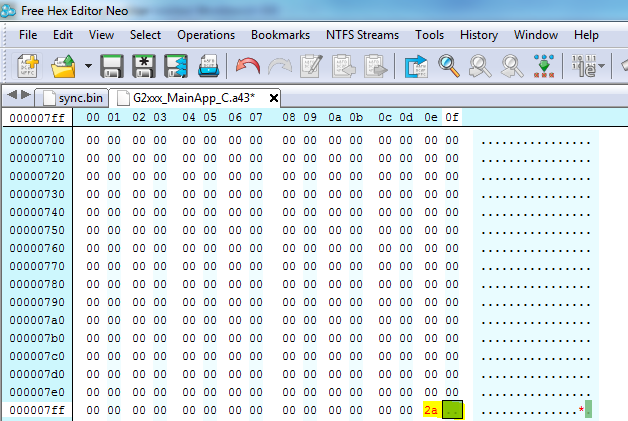 Free Hex Editor Neo
File Edit View Select Operations Bookmarks NTFS Streams Tools History Window Help
sync.bin G2xxx_MainApp_C.a43*
000007ff 00 01 02 03 04 05 06 07 08 09 0a 0b 0c 0d 0e 0f
00000700 00 00 00 00 00 00 00 00 00 00 00 00 00 00 00 00 ................
00000710 00 00 00 00 00 00 00 00 00 00 00 00 00 00 00 00 ................
00000720 00 00 00 00 00 00 00 00 00 00 00 00 00 00 00 00 ................
00000730 00 00 00 00 00 00 00 00 00 00 00 00 00 00 00 00 ................
00000740 00 00 00 00 00 00 00 00 00 00 00 00 00 00 00 00 ................
00000750 00 00 00 00 00 00 00 00 00 00 00 00 00 00 00 00 ................
00000760 00 00 00 00 00 00 00 00 00 00 00 00 00 00 00 00 ................
00000770 00 00 00 00 00 00 00 00 00 00 00 00 00 00 00 00 ................
00000780 00 00 00 00 00 00 00 00 00 00 00 00 00 00 00 00 ................
00000790 00 00 00 00 00 00 00 00 00 00 00 00 00 00 00 00 ................
000007a0 00 00 00 00 00 00 00 00 00 00 00 00 00 00 00 00 ................
000007b0 00 00 00 00 00 00 00 00 00 00 00 00 00 00 00 00 ................
000007c0 00 00 00 00 00 00 00 00 00 00 00 00 00 00 00 00 ................
000007d0 00 00 00 00 00 00 00 00 00 00 00 00 00 00 00 00 ................
000007e0 00 00 00 00 00 00 00 00 00 00 00 00 00 00 00 00 ................
000007ff 00 00 00 00 00 00 00 00 00 00 00 00 00 00 2a .. ..............*.